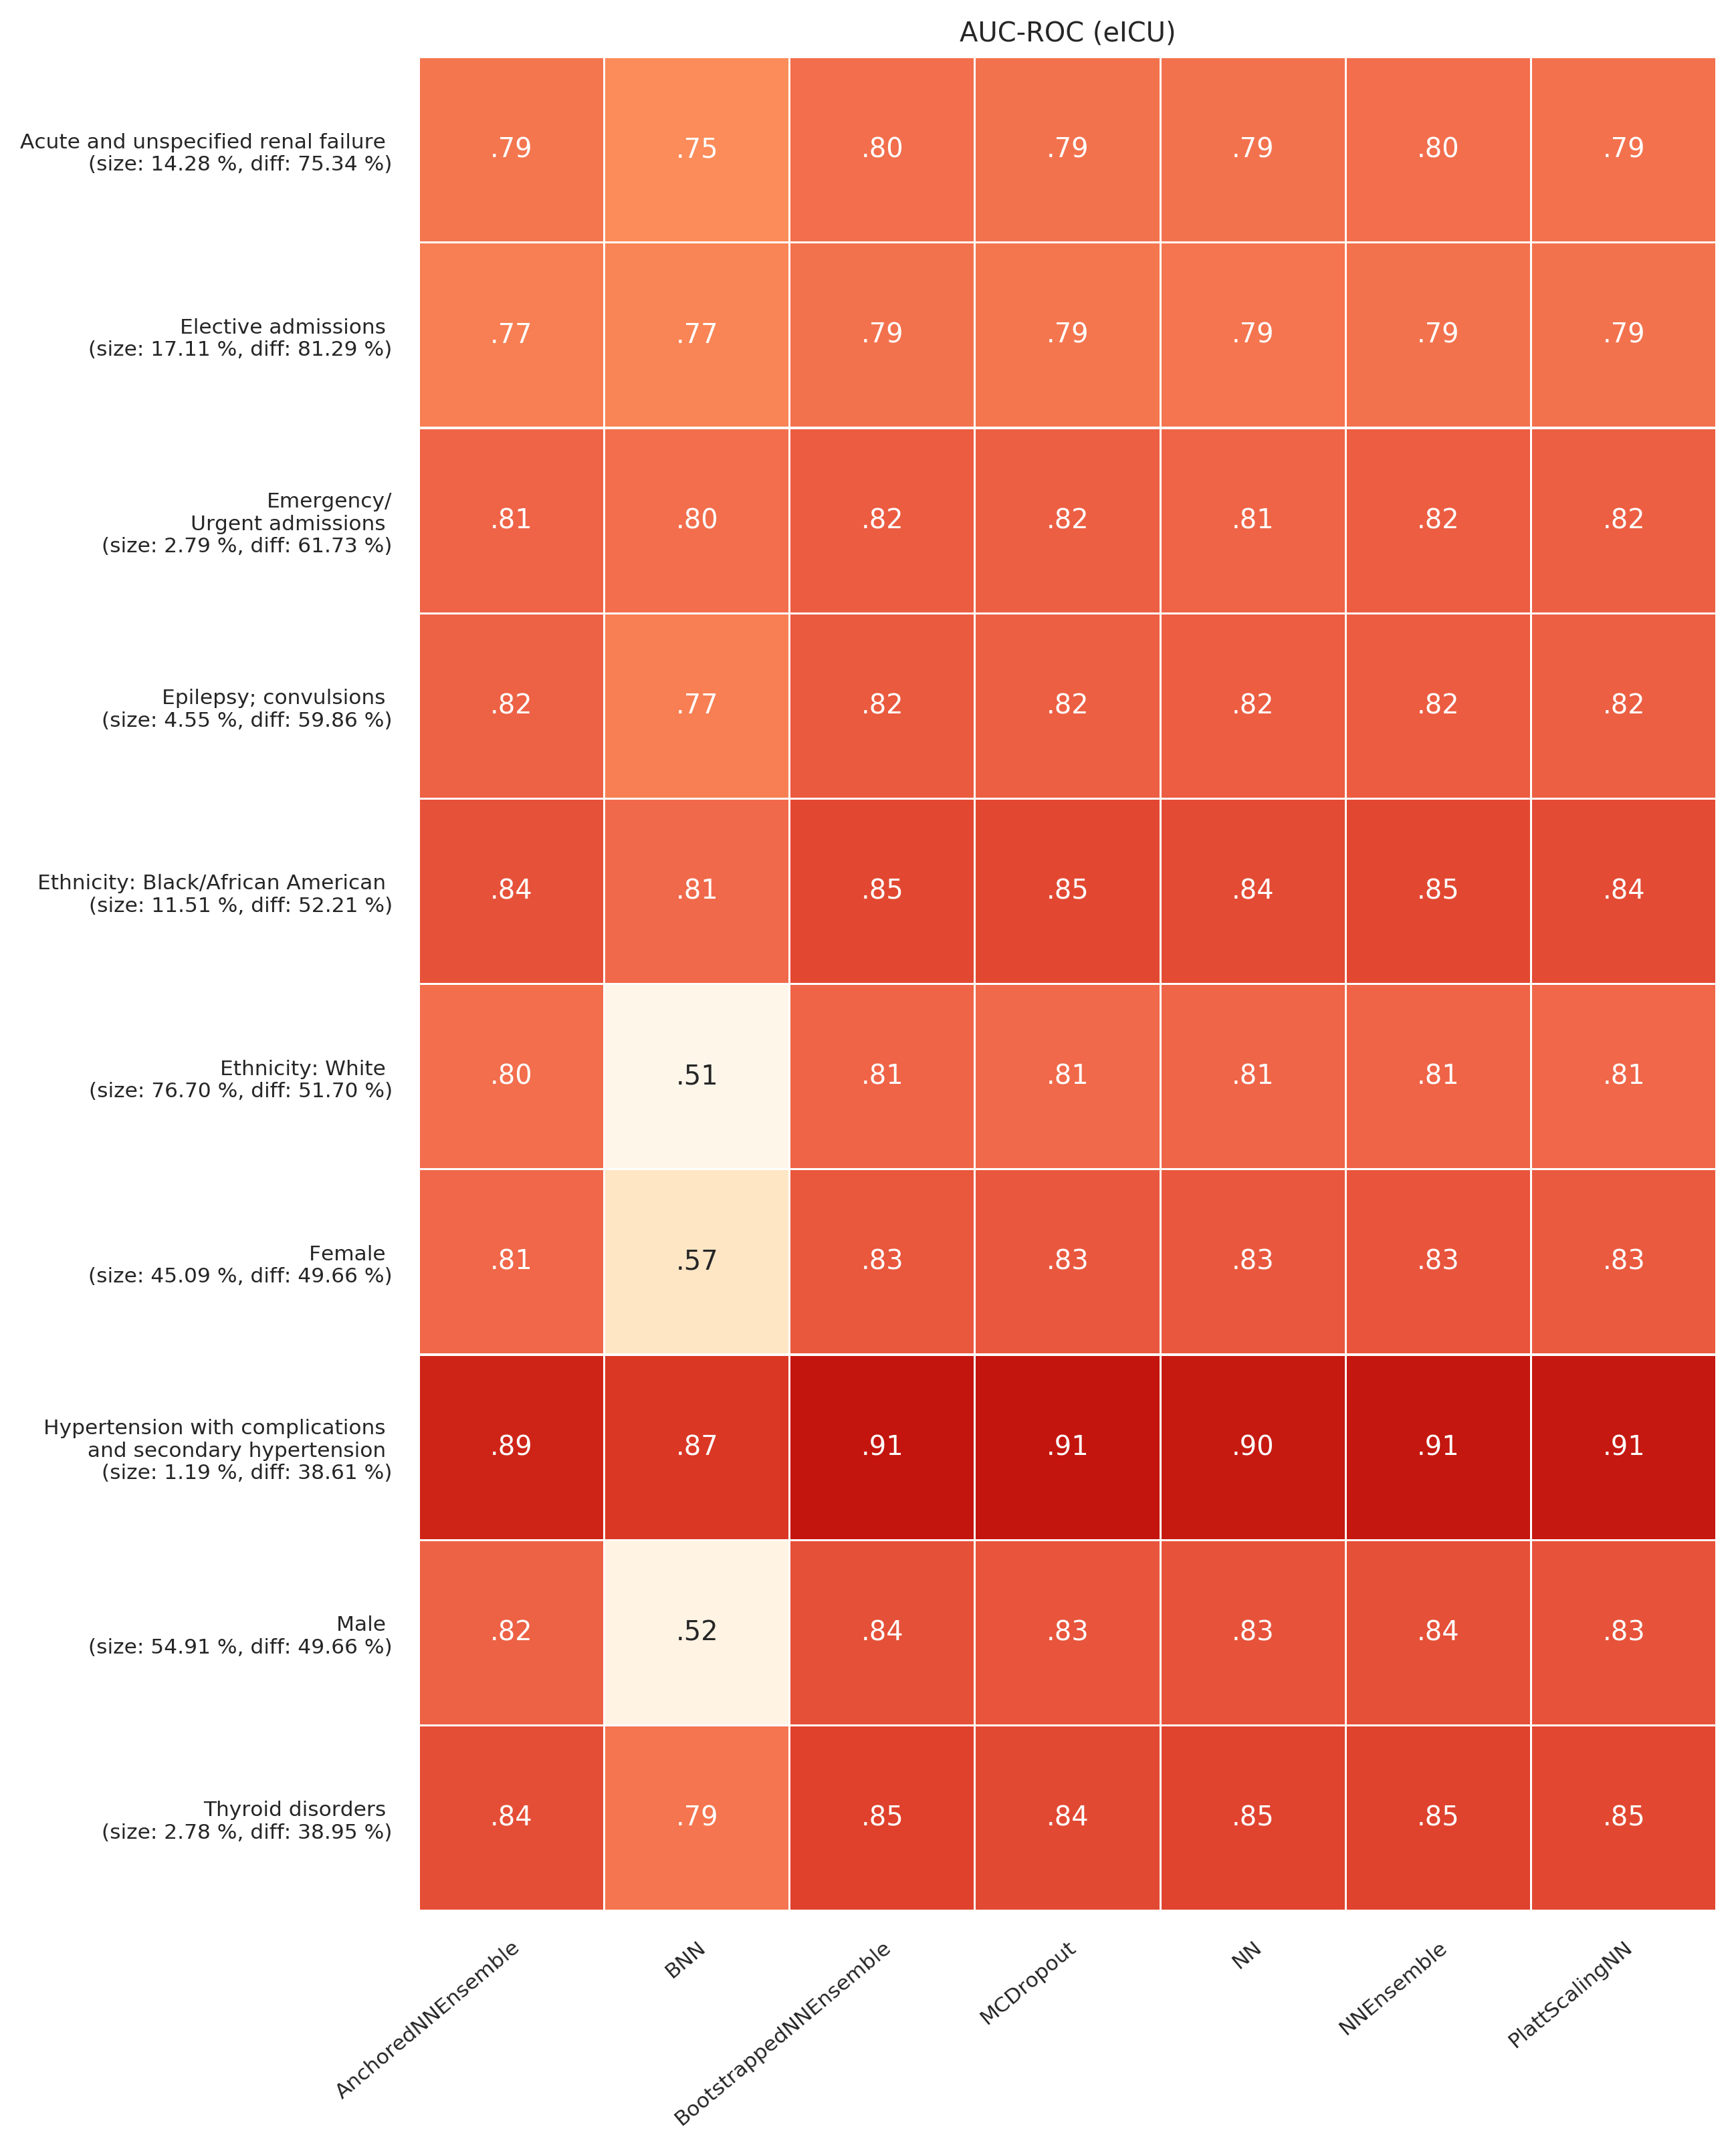 AUC-ROC (eICU)
Acute and unspecified renal failure
(size: 14.28 %, diff: 75.34 %)
.79 .75 .80 .79 .79 .80 .79
Elective admissions
(size: 17.11 %, diff: 81.29 %)
.77 .77 .79 .79 .79 .79 .79
Emergency/
Urgent admissions
(size: 2.79 %, diff: 61.73 %)
.81 .80 .82 .82 .81 .82 .82
Epilepsy; convulsions
(size: 4.55 %, diff: 59.86 %)
.82 .77 .82 .82 .82 .82 .82
Ethnicity: Black/African American
(size: 11.51 %, diff: 52.21 %)
.84 .81 .85 .85 .84 .85 .84
Ethnicity: White
(size: 76.70 %, diff: 51.70 %)
.80 .51 .81 .81 .81 .81 .81
Female
(size: 45.09 %, diff: 49.66 %)
.81 .57 .83 .83 .83 .83 .83
Hypertension with complications
and secondary hypertension
(size: 1.19 %, diff: 38.61 %)
.89 .87 .91 .91 .90 .91 .91
Male
(size: 54.91 %, diff: 49.66 %)
.82 .52 .84 .83 .83 .84 .83
Thyroid disorders
(size: 2.78 %, diff: 38.95 %)
.84 .79 .85 .84 .85 .85 .85
AnchoredNNEnsemble
BNN
BootstrappedNNEnsemble
MCDropout
NN
NNEnsemble
PlattScalingNN